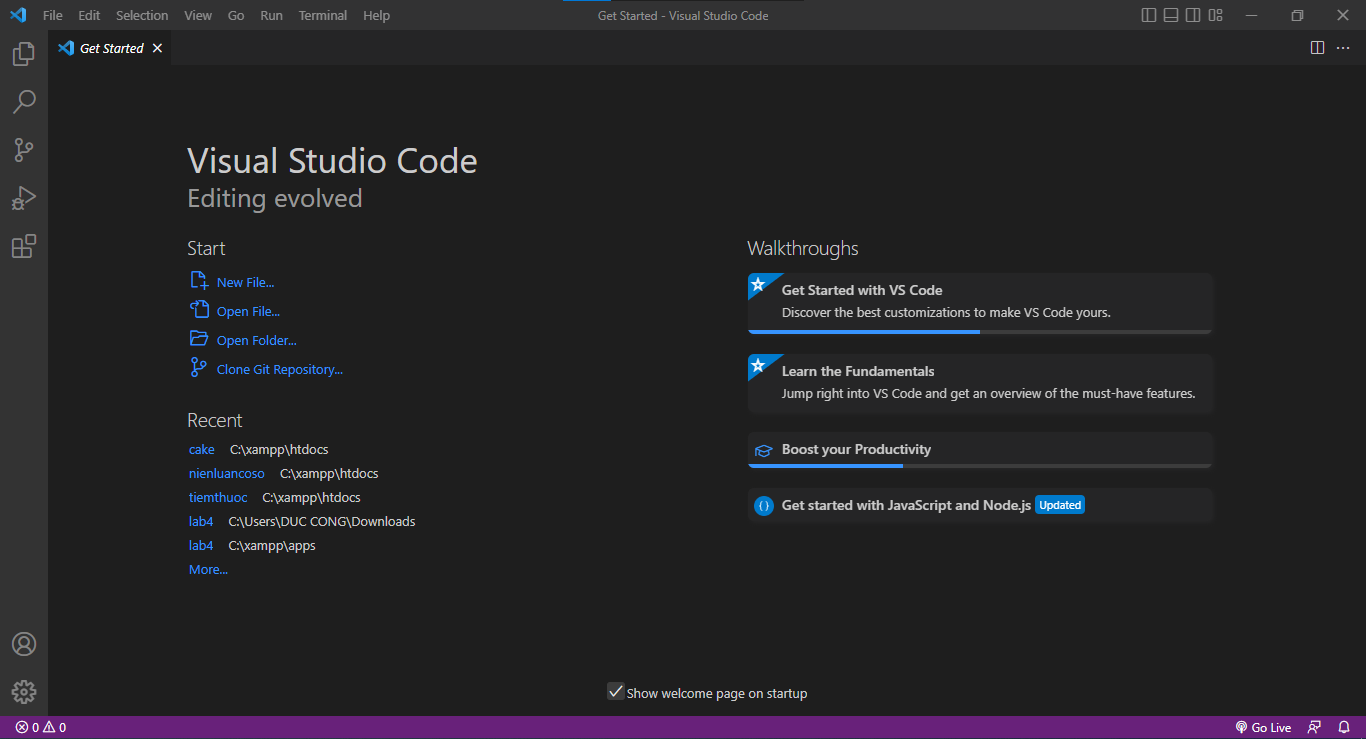 File Edit Selection View Go Run Terminal Help Get Started - Visual Studio Code
Get Started
Visual Studio Code
Editing evolved
Start
New File...
Open File...
Open Folder...
Clone Git Repository...
Recent
cake C:\xampp\htdocs
nienluancoso C:\xampp\htdocs
tiemthuoc C:\xampp\htdocs
lab4 C:\Users\DUC CONG\Downloads
lab4 C:\xampp\apps
More...
Walkthroughs
Get Started with VS Code
Discover the best customizations to make VS Code yours.
Learn the Fundamentals
Jump right into VS Code and get an overview of the must-have features.
Boost your Productivity
Get started with JavaScript and Node.js Updated
Show welcome page on startup
0 0 Go Live